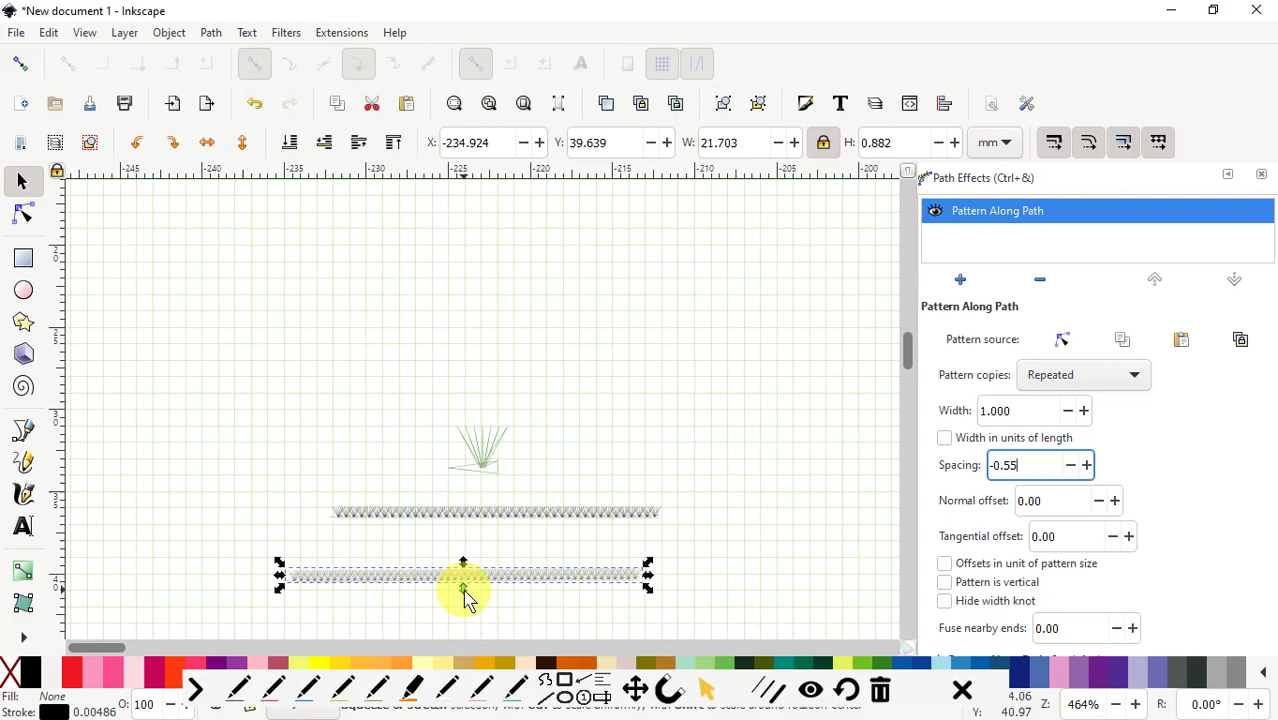 *New document 1 - Inkscape
File Edit View Layer Object Path Text Filters Extensions Help
X: -234.924 Y: 39.639 W: 21.703 H: 0.882 mm
-245 -240 -235 -230 -225 -220 -215 -210 -205 -200
Path Effects (Ctrl+&)
Pattern Along Path
Pattern Along Path
Pattern source:
Pattern copies: Repeated
Width: 1.000
Width in units of length
Spacing: -0.55
Normal offset: 0.00
Tangential offset: 0.00
Offsets in unit of pattern size
Pattern is vertical
Hide width knot
Fuse nearby ends: 0.00
Fill: None
Stroke: 0.00486 O: 100
4.06
Y: 40.97
Z: 464% R: 0.00°